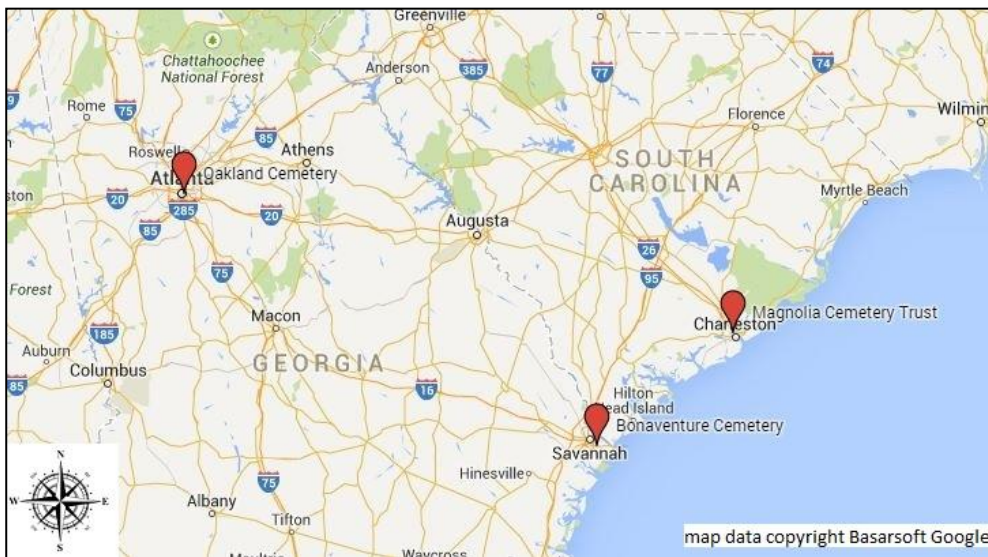 Greenville
Chattahoochee
National Forest
Anderson
385
77
74
9
75
Rome
85
Florence
Wilmin
Roswell
Athens
SOUTH
CAROLINA
Oakland Cemetery
Atlanta
Myrtle Beach
ston
20
285
20
Augusta
85
26
75
95
Forest
Macon
Magnolia Cemetery Trust
Charleston
185
Auburn
GEORGIA
Columbus
85
16
Hilton
Head Island
Bonaventure Cemetery
Savannah
N
Hinesville
75
W
E
Albany
Tifton
S
Moultrie
Waycross
map data copyright Basarsoft Google